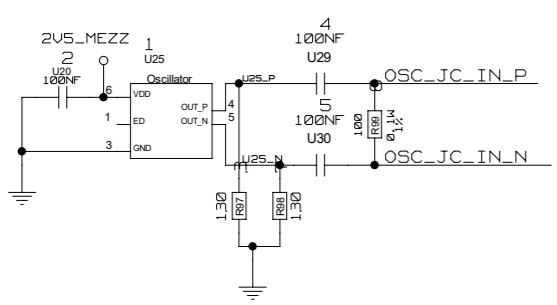 4
100NF
U29
2V5_MEZZ
1
U25
2
U20
100NF
Oscillator
U25_P
OSC_JC_IN_P
6
VDD
OUT_P
4
1
ED
OUT_N
5
5
100NF
U30
100
R99
0,1W
1%
3
GND
U25_N
OSC_JC_IN_N
130
R97
R98
130